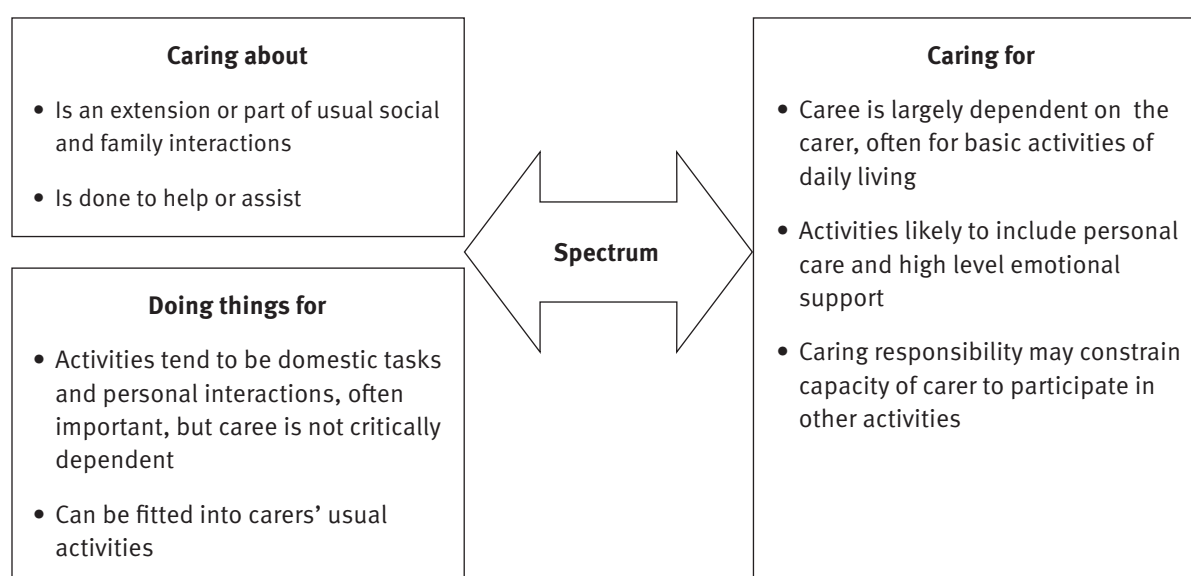 Caring about
• Is an extension or part of usual social
and family interactions
• Is done to help or assist
Doing things for
• Activities tend to be domestic tasks
and personal interactions, often
important, but caree is not critically
dependent
• Can be fitted into carers’ usual
activities
Spectrum
Caring for
• Caree is largely dependent on the
carer, often for basic activities of
daily living
• Activities likely to include personal
care and high level emotional
support
• Caring responsibility may constrain
capacity of carer to participate in
other activities